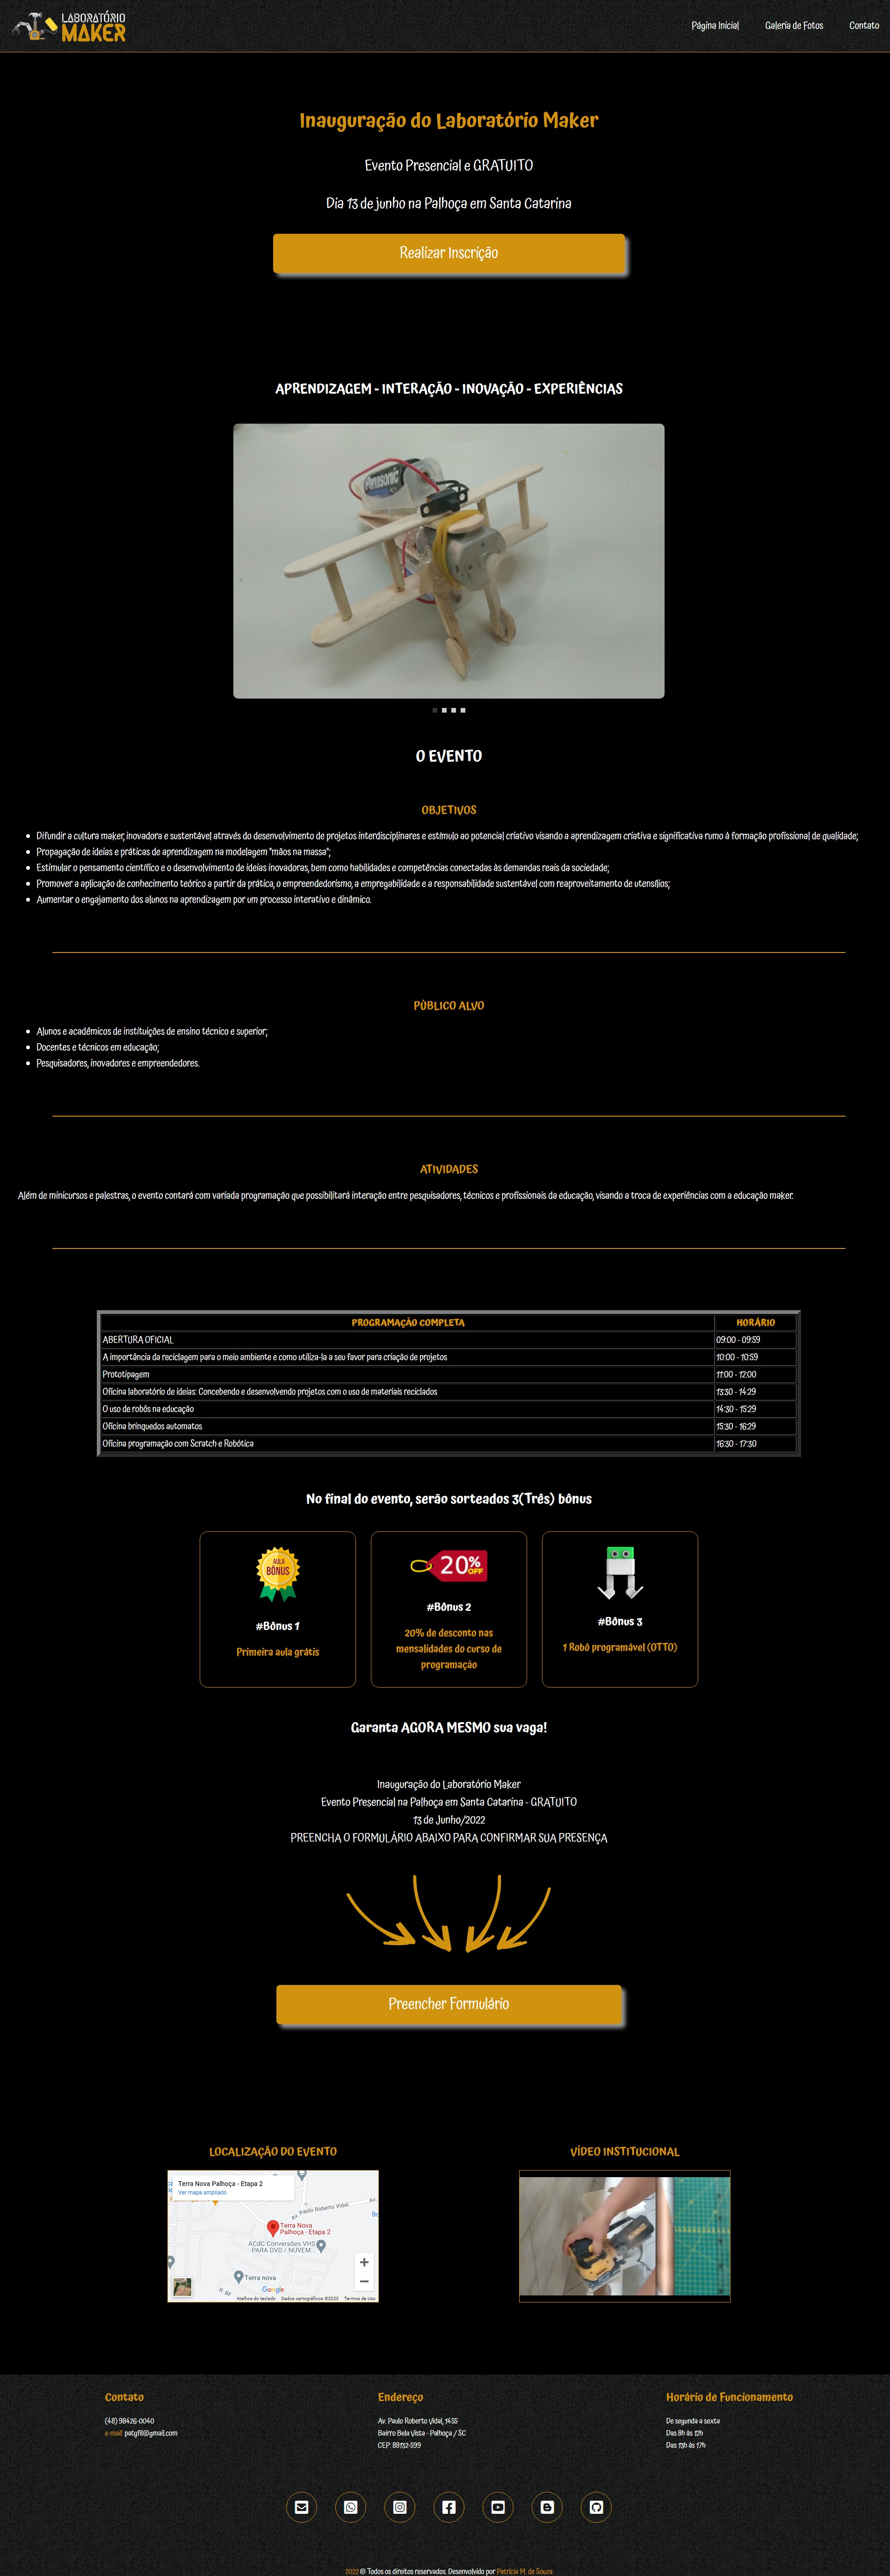 LABORATÓRIO
MAKER
Página Inicial
Galeria de Fotos
Contato
Inauguração do Laboratório Maker
Evento Presencial e GRATUITO
Dia 13 de junho na Palhoça em Santa Catarina
Realizar Inscrição
APRENDIZAGEM - INTERAÇÃO - INOVAÇÃO - EXPERIÊNCIAS
Panasonic
O EVENTO
OBJETIVOS
Difundir a cultura maker, inovadora e sustentável através do desenvolvimento de projetos interdisciplinares e estímulo ao potencial criativo visando a aprendizagem criativa e significativa rumo à formação profissional de qualidade;
Propagação de ideias e práticas de aprendizagem na modelagem "mãos na massa";
Estimular o pensamento científico e o desenvolvimento de ideias inovadoras, bem como habilidades e competências conectadas às demandas reais da sociedade;
Promover a aplicação de conhecimento teórico a partir da prática, o empreendedorismo, a empregabilidade e a responsabilidade sustentável com reaproveitamento de utensílios;
Aumentar o engajamento dos alunos na aprendizagem por um processo interativo e dinâmico.
PÚBLICO ALVO
Alunos e acadêmicos de instituições de ensino técnico e superior;
Docentes e técnicos em educação;
Pesquisadores, inovadores e empreendedores.
ATIVIDADES
Além de minicursos e palestras, o evento contará com variada programação que possibilitará interação entre pesquisadores, técnicos e profissionais da educação, visando a troca de experiências com a educação maker.
PROGRAMAÇÃO COMPLETA HORÁRIO
ABERTURA OFICIAL 09:00 - 09:59
A importância da reciclagem para o meio ambiente e como utiliza-la a seu favor para criação de projetos 10:00 - 10:59
Prototipagem 11:00 - 12:00
Oficina laboratório de ideias: Concebendo e desenvolvendo projetos com o uso de materiais reciclados 13:30 - 14:29
O uso de robôs na educação 14:30 - 15:29
Oficina brinquedos automatos 15:30 - 16:29
Oficina programação com Scratch e Robótica 16:30 - 17:30
No final do evento, serão sorteados 3(Três) bônus
AULA
BÔNUS
#Bônus 1
Primeira aula grátis
20% OFF
#Bônus 2
20% de desconto nas
mensalidades do curso de
programação
#Bônus 3
1 Robô programável (OTTO)
Garanta AGORA MESMO sua vaga!
Inauguração do Laboratório Maker
Evento Presencial na Palhoça em Santa Catarina - GRATUITO
13 de Junho/2022
PREENCHA O FORMULÁRIO ABAIXO PARA CONFIRMAR SUA PRESENÇA
Preencher Formulário
LOCALIZAÇÃO DO EVENTO
Terra Nova Palhoça - Etapa 2
Ver mapa ampliado
Av. Paulo Roberto Vidal
Av.
Terra Nova
Palhoça - Etapa 2
ACdC Conversões VHS
PARA DVD / NUVEM...
Terra nova
Google
Atalhos do teclado Dados cartográficos ©2023 Termos de Uso
VÍDEO INSTITUCIONAL
Contato
(48) 98426-0040
e-mail: patyfll@gmail.com
Endereço
Av. Paulo Roberto Vidal, 1455
Bairro Bela Vista - Palhoça / SC
CEP: 88132-599
Horário de Funcionamento
De segunda a sexta
Das 8h às 12h
Das 13h às 17h
2022 © Todos os direitos reservados. Desenvolvido por Patrícia M. de Souza